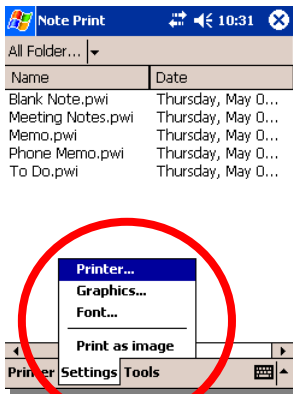 Note Print 10:31
All Folder...
Name Date
Blank Note.pwi Thursday, May 0...
Meeting Notes.pwi Thursday, May 0...
Memo.pwi Thursday, May 0...
Phone Memo.pwi Thursday, May 0...
To Do.pwi Thursday, May 0...
Printer...
Graphics...
Font...
Print as image
Printer Settings Tools